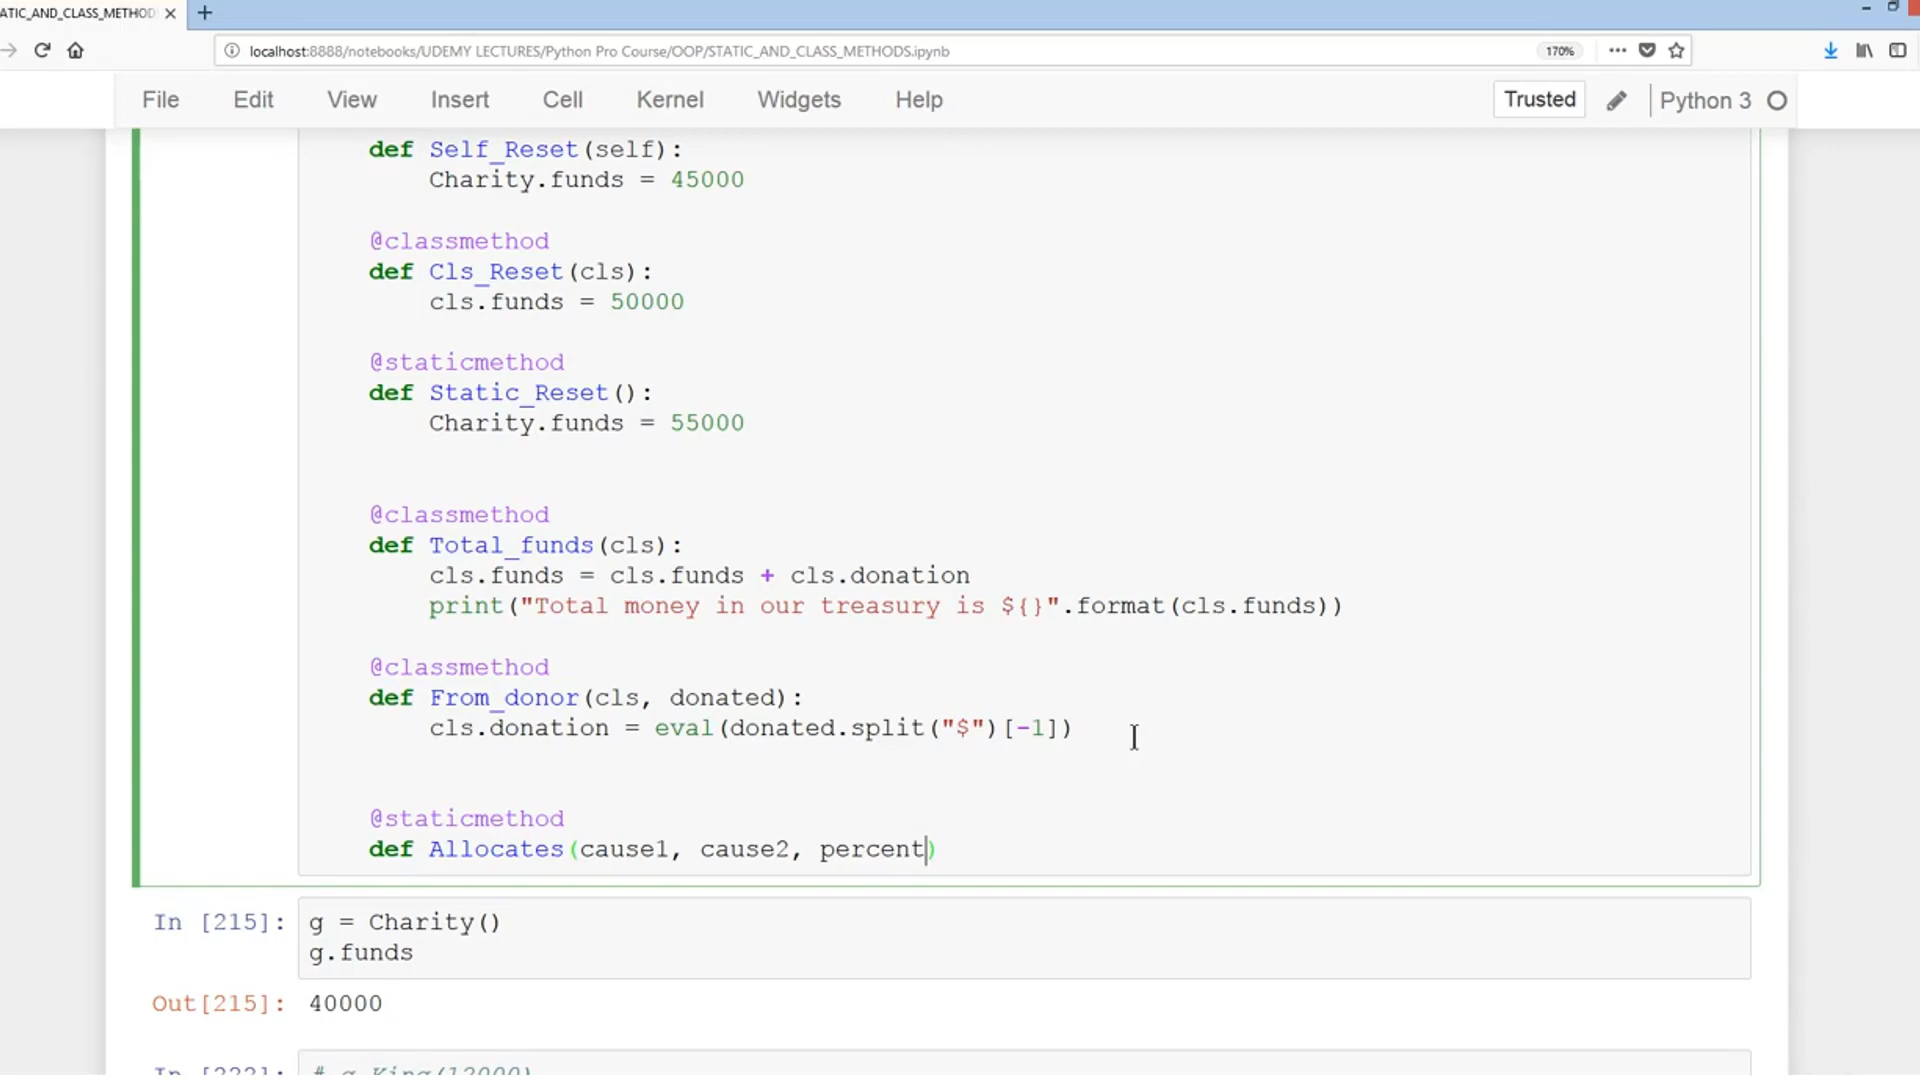 ATIC_AND_CLASS_METHOD
localhost:8888/notebooks/UDEMY LECTURES/Python Pro Course/OOP/STATIC_AND_CLASS_METHODS.ipynb
170%
File Edit View Insert Cell Kernel Widgets Help
Trusted
Python 3
def Self_Reset(self):
Charity.funds = 45000
@classmethod
def Cls_Reset(cls):
cls.funds = 50000
@staticmethod
def Static_Reset():
Charity.funds = 55000
@classmethod
def Total_funds(cls):
cls.funds = cls.funds + cls.donation
print("Total money in our treasury is ${}".format(cls.funds))
@classmethod
def From_donor(cls, donated):
cls.donation = eval(donated.split("$")[-1])
@staticmethod
def Allocates(cause1, cause2, percent)
In [215]: g = Charity()
g.funds
Out[215]: 40000
# g.King(12000)